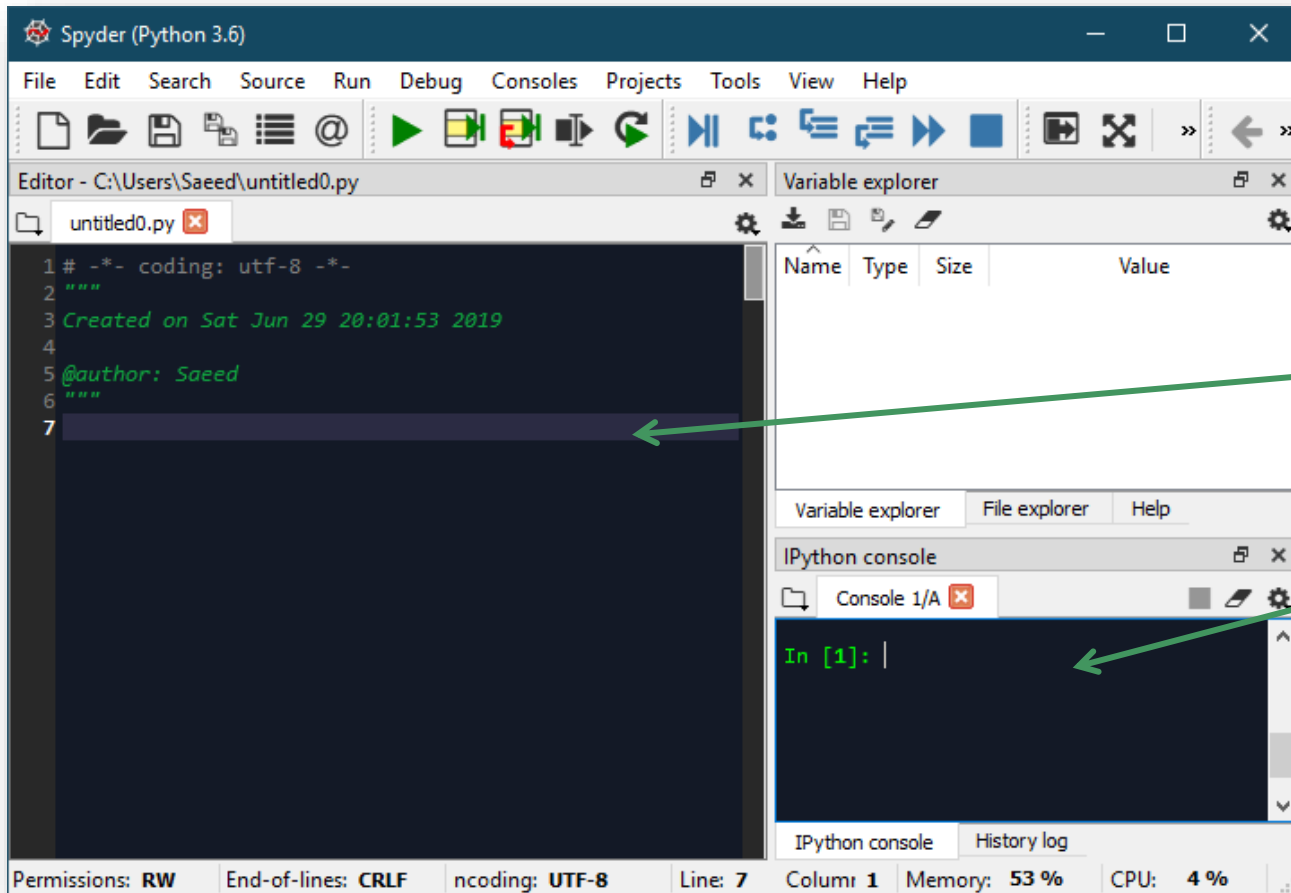 Spyder (Python 3.6)
File Edit Search Source Run Debug Consoles Projects Tools View Help
Editor - C:\Users\Saeed\untitled0.py
untitled0.py
1 # -*- coding: utf-8 -*-
2 """
3 Created on Sat Jun 29 20:01:53 2019
4
5 @author: Saeed
6 """
7
Variable explorer
Name Type Size Value
Variable explorer File explorer Help
IPython console
Console 1/A
In [1]:
IPython console History log
Permissions: RW End-of-lines: CRLF ncoding: UTF-8 Line: 7 Colum 1 Memory: 53 % CPU: 4 %